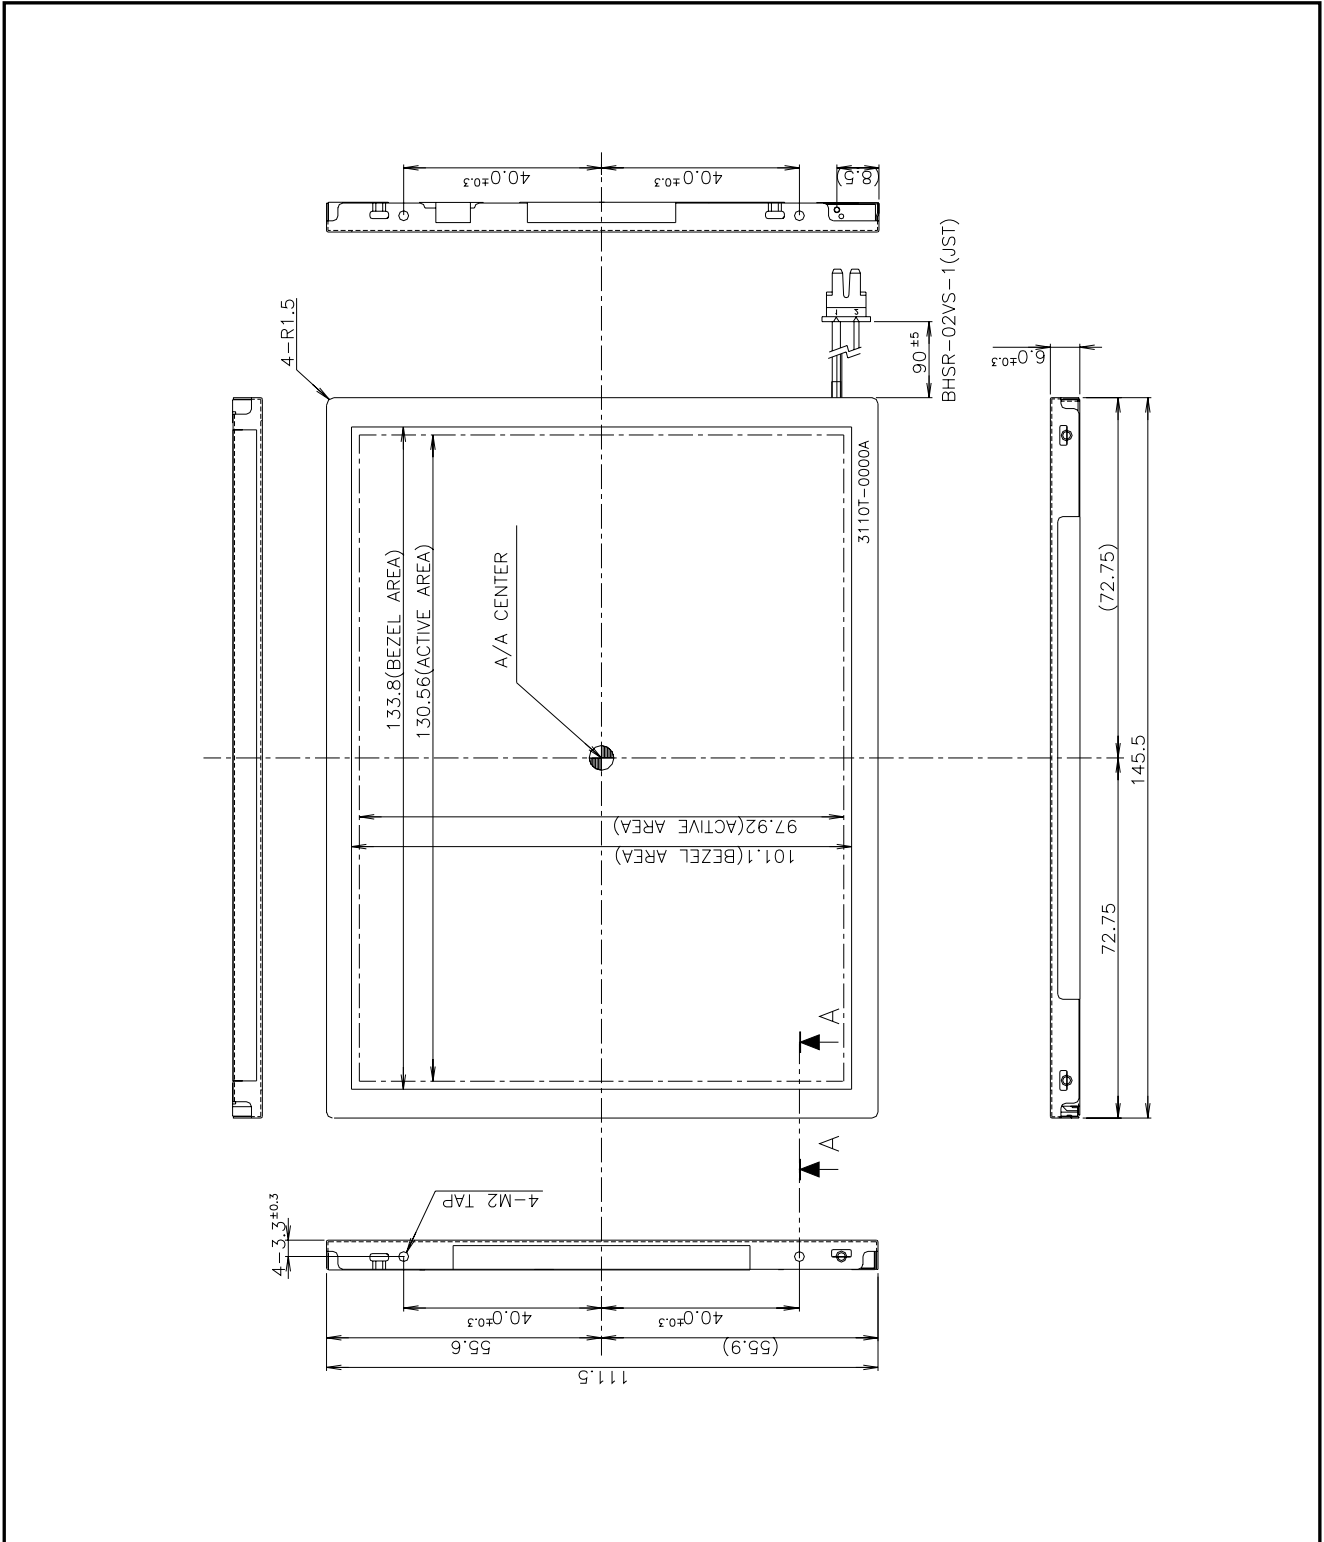 40.0±0.3
40.0±0.3
(8.5)
BHSR-02VS-1(JST)
1
2
90±5
4-R1.5
6.0±0.3
3110T-0000A
133.8(BEZEL AREA)
130.56(ACTIVE AREA)
A/A CENTER
(72.75)
145.5
97.92(ACTIVE AREA)
101.1(BEZEL AREA)
72.75
A
A
4-M2 TAP
4-3.3±0.3
40.0±0.3
40.0±0.3
55.6
(55.9)
111.5